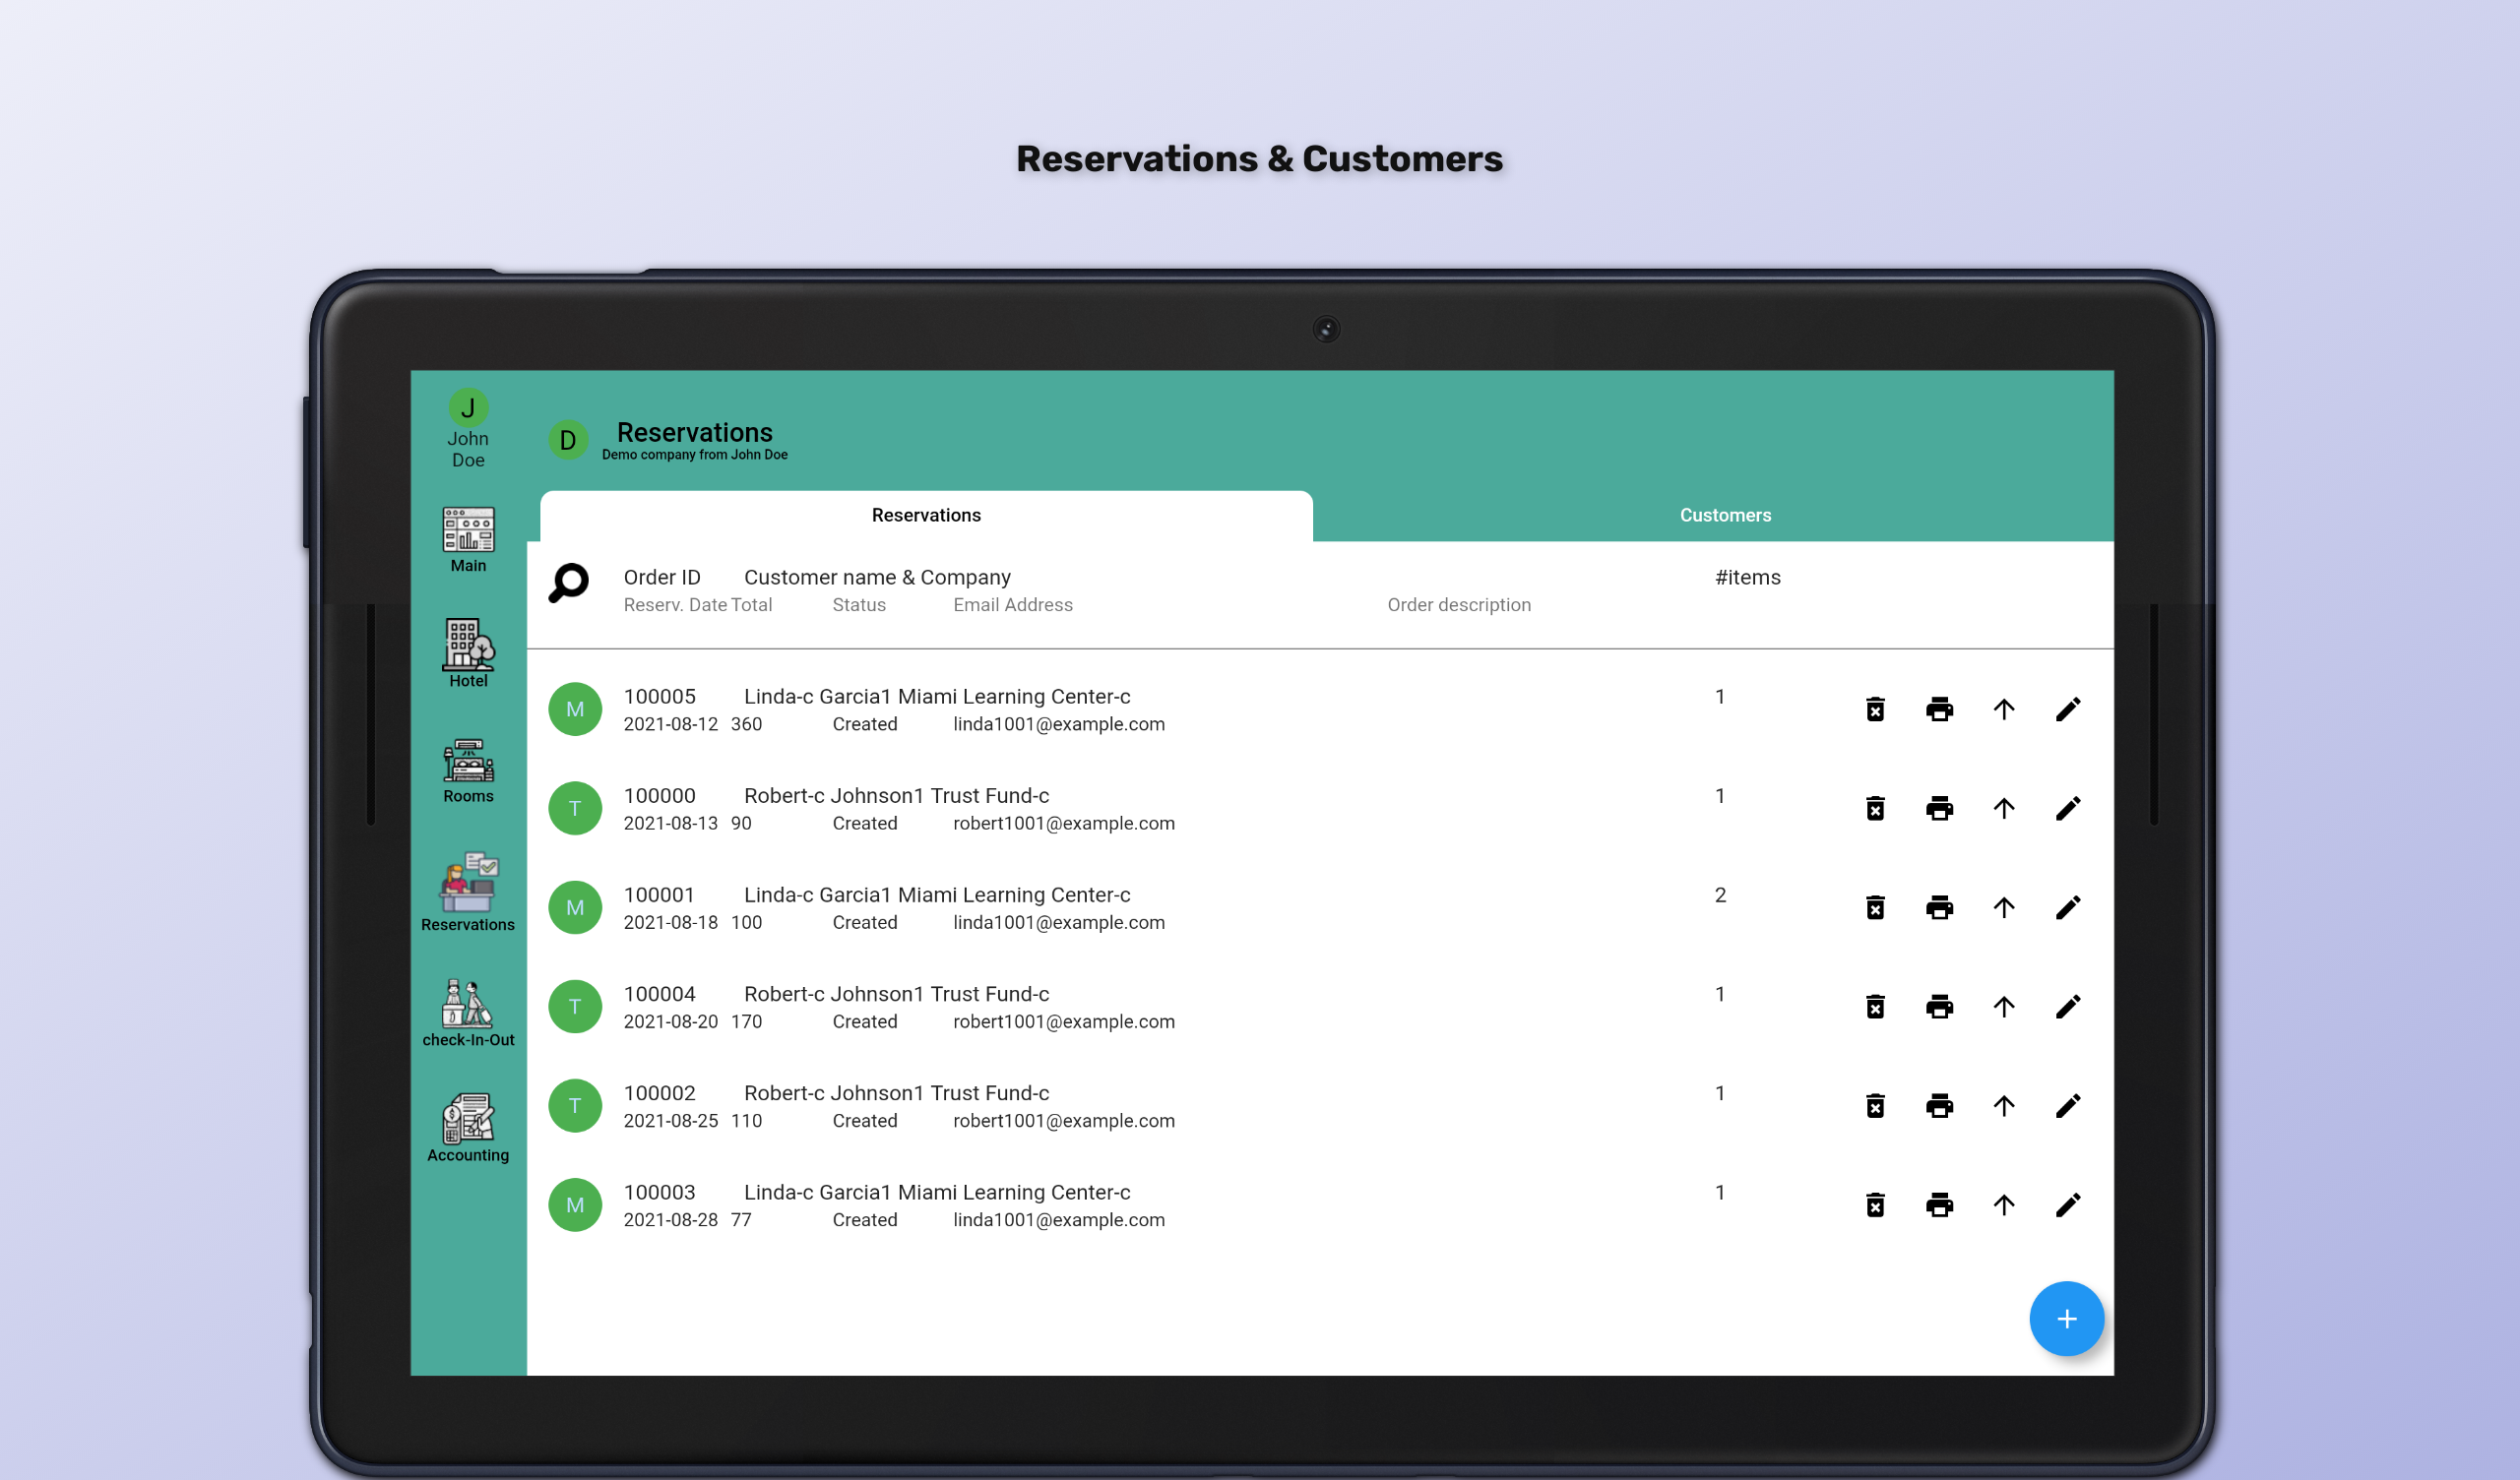 Reservations & Customers
J
John
Doe
D
Reservations
Demo company from John Doe
Main
Hotel
Rooms
Reservations
check-In-Out
Accounting
Reservations
Customers
Order ID Customer name & Company #items
Reserv. Date Total Status Email Address Order description
M
100005 Linda-c Garcia1 Miami Learning Center-c 1
2021-08-12 360 Created linda1001@example.com
T
100000 Robert-c Johnson1 Trust Fund-c 1
2021-08-13 90 Created robert1001@example.com
M
100001 Linda-c Garcia1 Miami Learning Center-c 2
2021-08-18 100 Created linda1001@example.com
T
100004 Robert-c Johnson1 Trust Fund-c 1
2021-08-20 170 Created robert1001@example.com
T
100002 Robert-c Johnson1 Trust Fund-c 1
2021-08-25 110 Created robert1001@example.com
M
100003 Linda-c Garcia1 Miami Learning Center-c 1
2021-08-28 77 Created linda1001@example.com
+